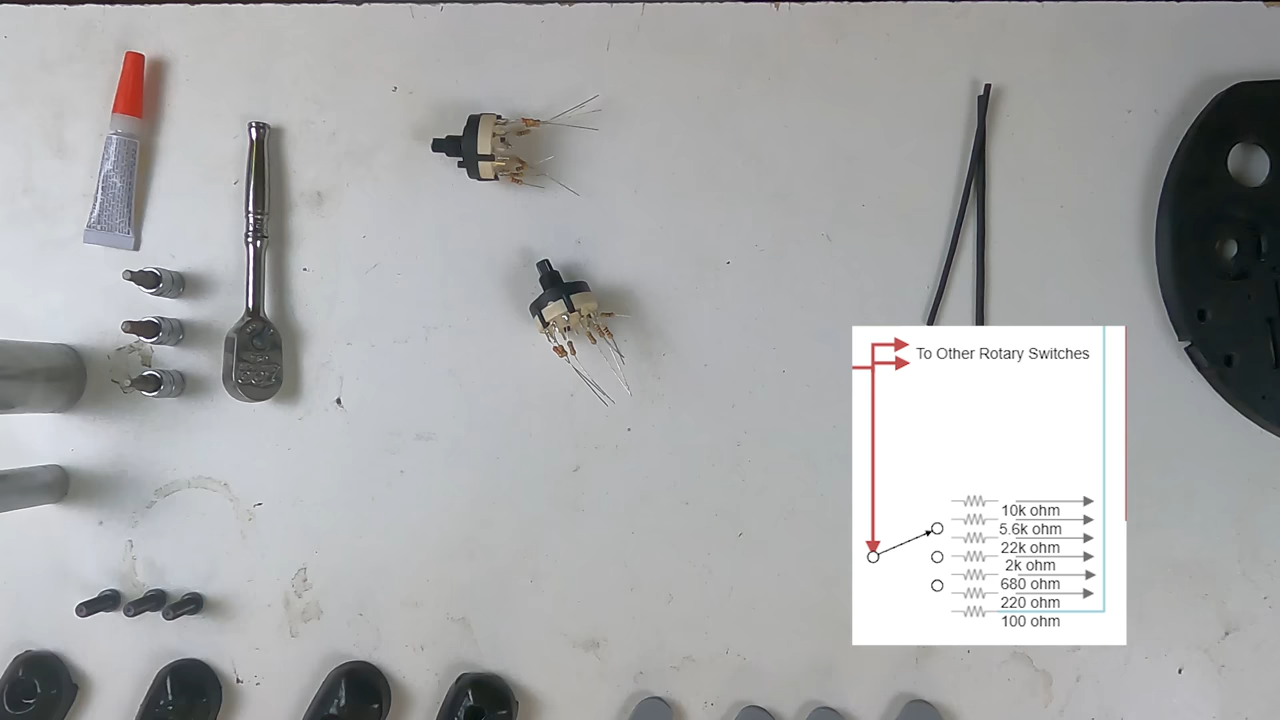 To Other Rotary Switches
10k ohm
5.6k ohm
22k ohm
2k ohm
680 ohm
220 ohm
100 ohm